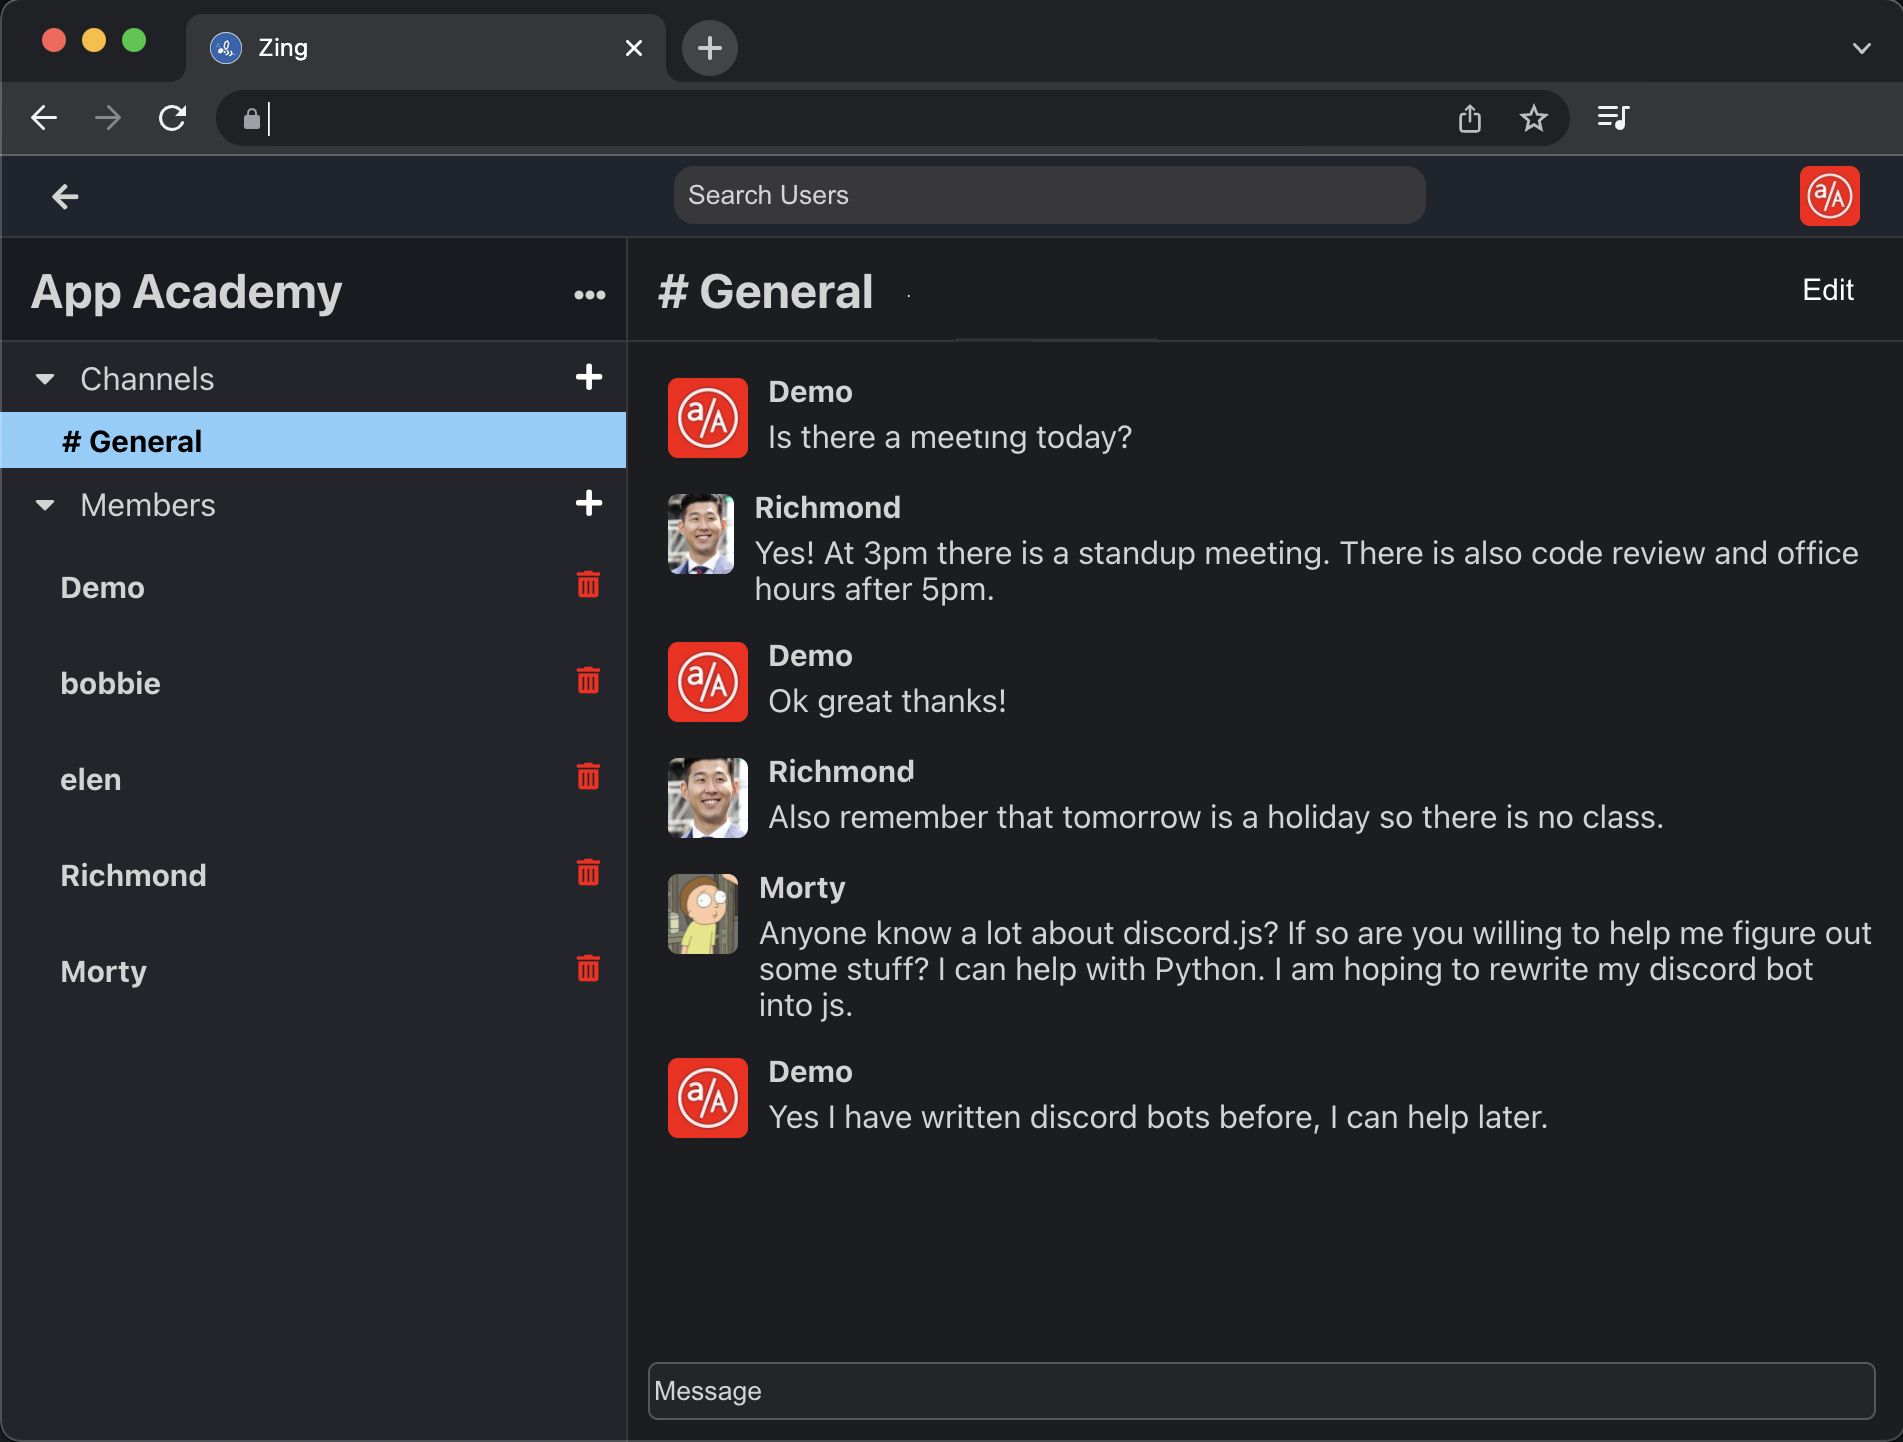 Zing
Search Users
a/A
App Academy
# General
Edit
Channels
# General
Members
Demo
bobbie
elen
Richmond
Morty
a/A
Demo
Is there a meeting today?
Richmond
Yes! At 3pm there is a standup meeting. There is also code review and office
hours after 5pm.
a/A
Demo
Ok great thanks!
Richmond
Also remember that tomorrow is a holiday so there is no class.
Morty
Anyone know a lot about discord.js? If so are you willing to help me figure out
some stuff? I can help with Python. I am hoping to rewrite my discord bot
into js.
a/A
Demo
Yes I have written discord bots before, I can help later.
Message